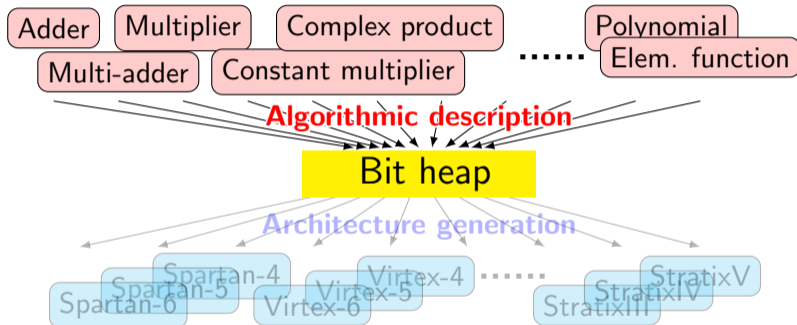 Adder
Multiplier
Complex product
Polynomial
Multi-adder
Constant multiplier
......
Elem. function
Algorithmic description
Bit heap
Architecture generation
Spartan-4
Virtex-4
......
StratixV
Spartan-5
Virtex-5
StratixIV
Spartan-6
Virtex-6
StratixIII